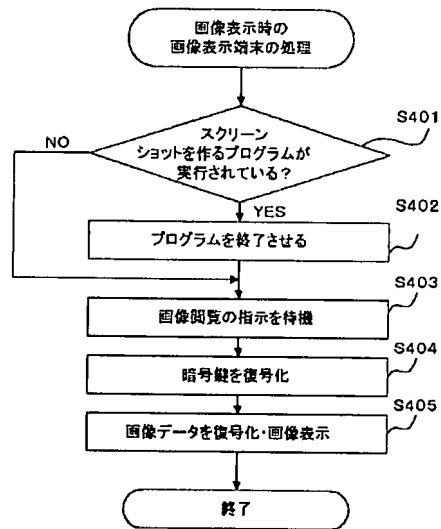 画像表示時の
画像表示端末の処理
S401
NO
スクリーン
ショットを作るプログラムが
実行されている?
YES
S402
プログラムを終了させる
S403
画像閲覧の指示を待機
S404
暗号鍵を復号化
S405
画像データを復号化・画像表示
終了